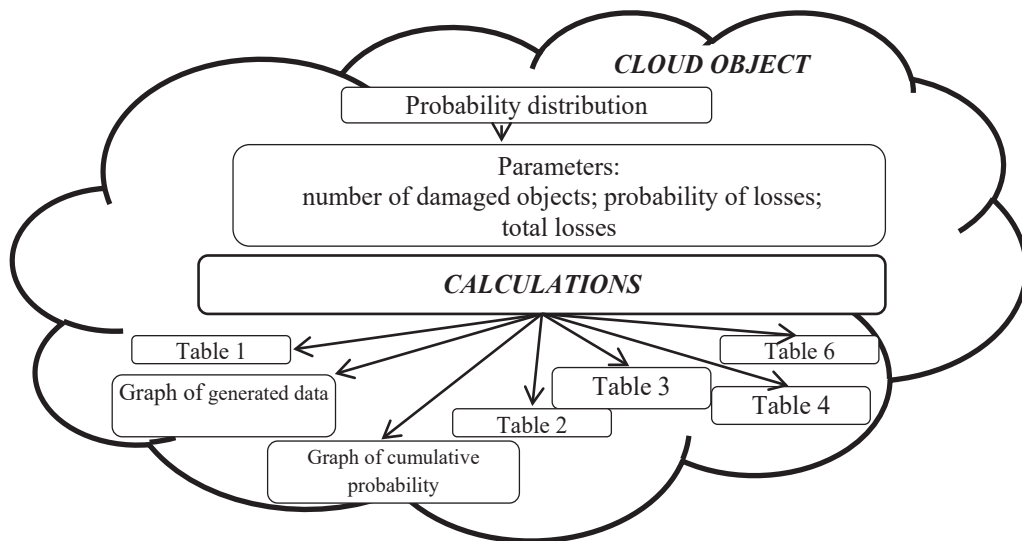 CLOUD OBJECT
Probability distribution
Parameters:
number of damaged objects; probability of losses;
total losses
CALCULATIONS
Table 1
Table 6
Graph of generated data
Table 3
Table 4
Table 2
Graph of cumulative
probability